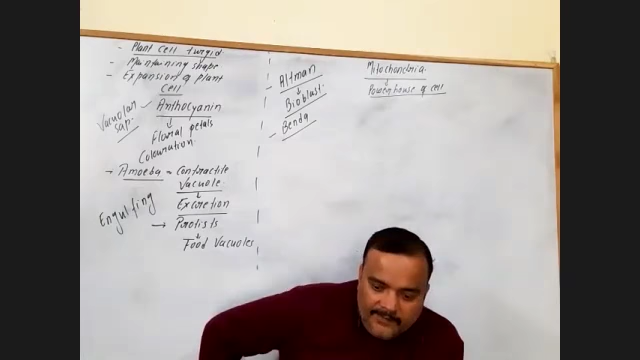 - Plant cell turgid.
- Maintaining shape
- Expansion of plant
cell
Vacuolar
sap.
Anthocyanin
↓
Floral petals
Colouration.
→ Amoeba = Contractile
Vacuole.
↓
Excretion
Engulfing
→ Protists
↓
Food Vacuoles
- Altman
↓
Bioblast.
- Benda
Mitochondria.
↓
Powerhouse of cell